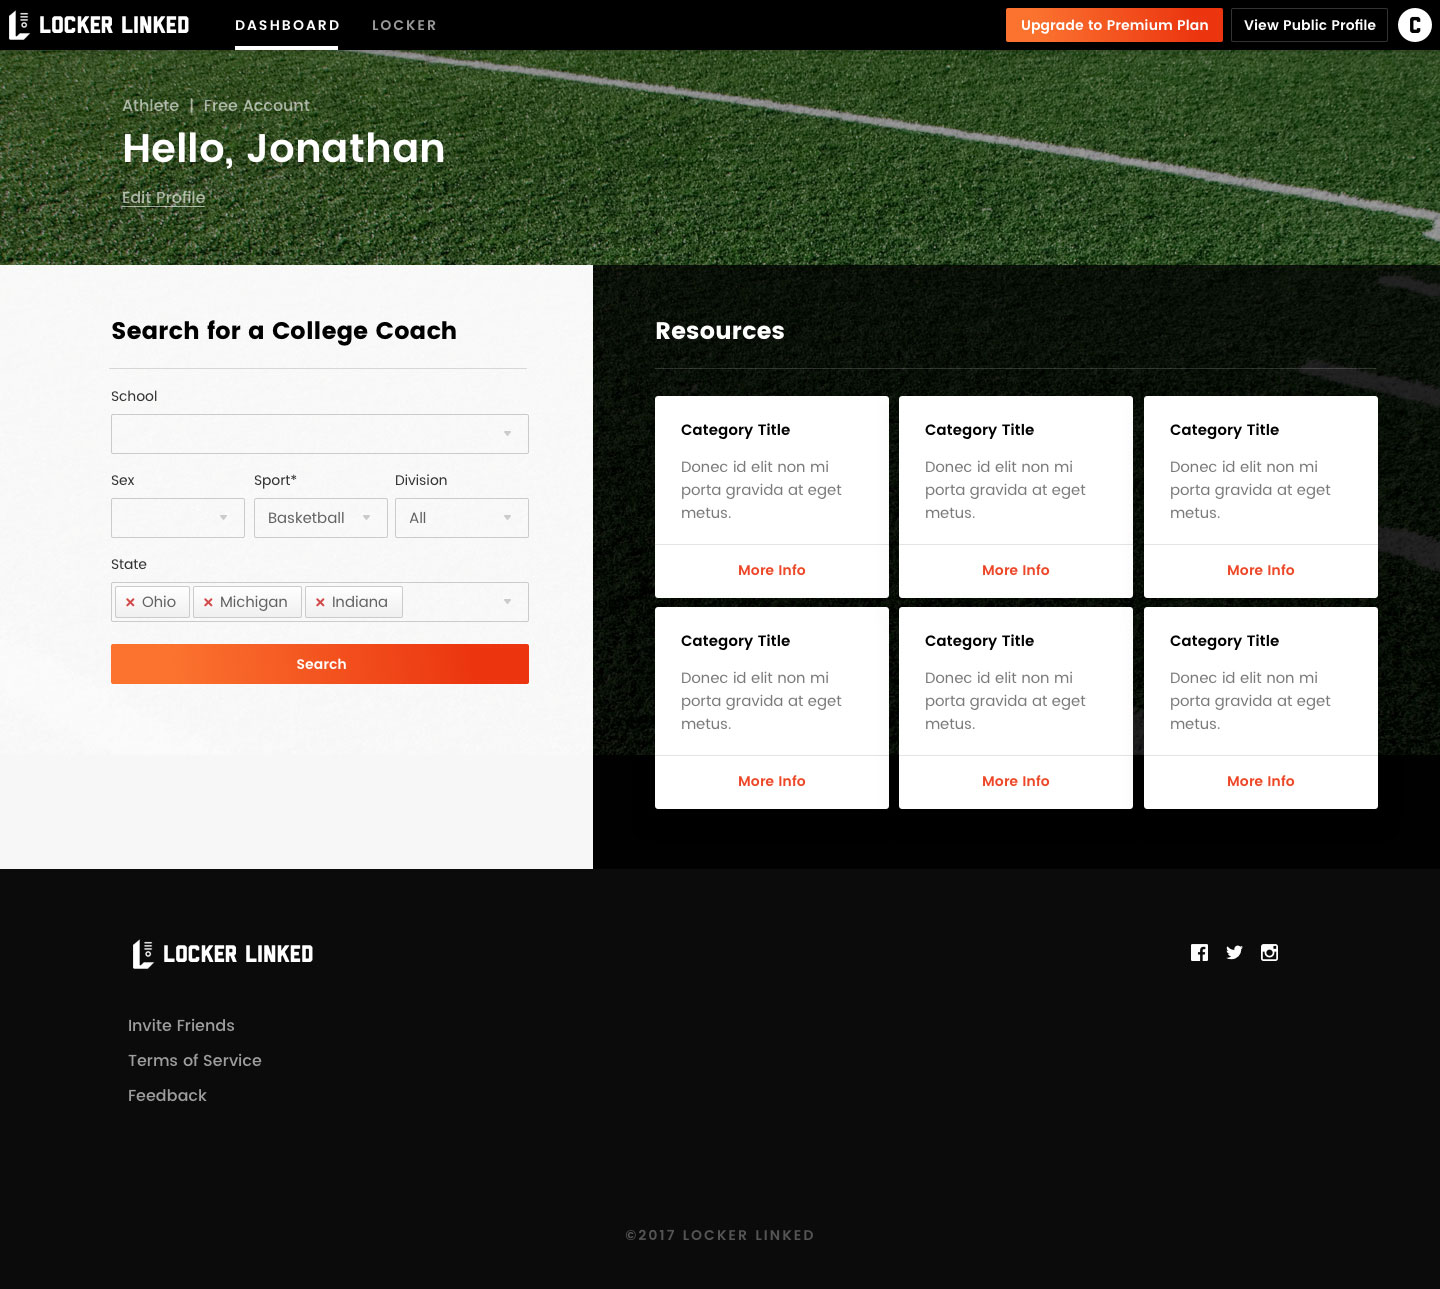 LOCKER LINKED
DASHBOARD
LOCKER
Upgrade to Premium Plan
View Public Profile
C
Athlete | Free Account
Hello, Jonathan
Edit Profile
Search for a College Coach
School
Sex
Sport*
Division
Basketball
All
State
× Ohio
× Michigan
× Indiana
Search
Resources
Category Title
Donec id elit non mi
porta gravida at eget
metus.
More Info
Category Title
Donec id elit non mi
porta gravida at eget
metus.
More Info
Category Title
Donec id elit non mi
porta gravida at eget
metus.
More Info
Category Title
Donec id elit non mi
porta gravida at eget
metus.
More Info
Category Title
Donec id elit non mi
porta gravida at eget
metus.
More Info
Category Title
Donec id elit non mi
porta gravida at eget
metus.
More Info
LOCKER LINKED
Invite Friends
Terms of Service
Feedback
©2017 LOCKER LINKED